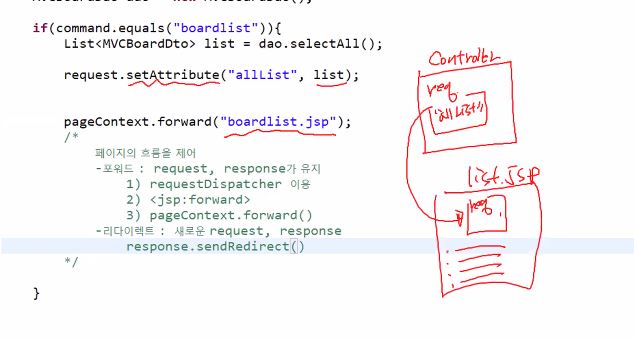 if(command.equals("boardlist")){
List<MVCBoardDto> list = dao.selectAll();
request.setAttribute("allList", list);
pageContext.forward("boardlist.jsp");
/*
페이지의 흐름을 제어
-포워드 : request, response가 유지
1) requestDispatcher 이용
2) <jsp:forward>
3) pageContext.forward()
-리다이렉트 : 새로운 request, response
response.sendRedirect()
*/
}
Controller
req
"allList"
list.jsp
req